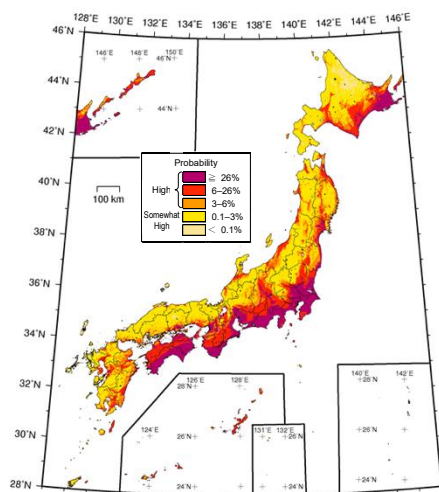 128°E 130°E 132°E 134°E 136°E 138°E 140°E 142°E 144°E 146°E
46°N
44°N
42°N
40°N
38°N
36°N
34°N
32°N
30°N
28°N
146°E 148°E 150°E
46°N
44°N
Probability
High
≧ 26%
6–26%
3–6%
Somewhat High
0.1–3%
< 0.1%
100 km
126°E 128°E
28°N
124°E
26°N
24°N
131°E 132°E
26°N
24°N
140°E 142°E
28°N
26°N
24°N